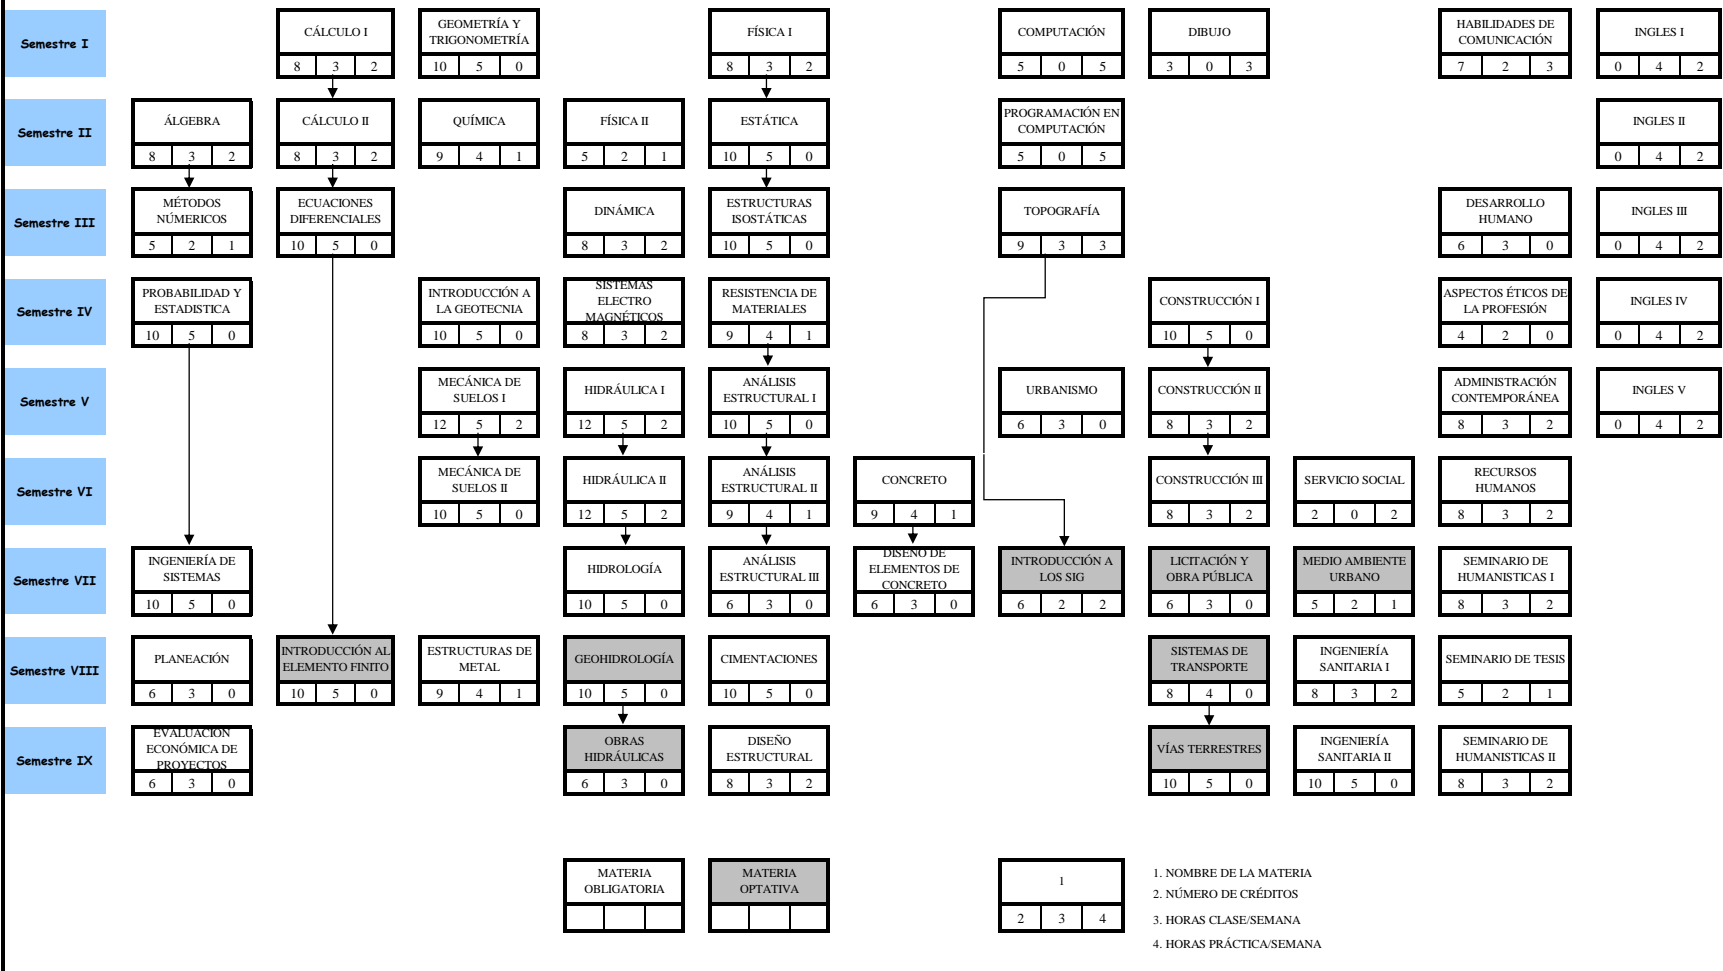 Semestre I
CÁLCULO I
8 3 2
GEOMETRÍA Y
TRIGONOMETRÍA
10 5 0
FÍSICA I
8 3 2
COMPUTACIÓN
5 0 5
DIBUJO
3 0 3
HABILIDADES DE
COMUNICACIÓN
7 2 3
INGLES I
0 4 2
Semestre II
ÁLGEBRA
8 3 2
CÁLCULO II
8 3 2
QUÍMICA
9 4 1
FÍSICA II
5 2 1
ESTÁTICA
10 5 0
PROGRAMACIÓN EN
COMPUTACIÓN
5 0 5
INGLES II
0 4 2
Semestre III
MÉTODOS
NÚMERICOS
5 2 1
ECUACIONES
DIFERENCIALES
10 5 0
DINÁMICA
8 3 2
ESTRUCTURAS
ISOSTÁTICAS
10 5 0
TOPOGRAFÍA
9 3 3
DESARROLLO
HUMANO
6 3 0
INGLES III
0 4 2
Semestre IV
PROBABILIDAD Y
ESTADISTICA
10 5 0
INTRODUCCIÓN A
LA GEOTECNIA
10 5 0
SISTEMAS
ELECTRO
MAGNÉTICOS
8 3 2
RESISTENCIA DE
MATERIALES
9 4 1
CONSTRUCCIÓN I
10 5 0
ASPECTOS ÉTICOS DE
LA PROFESIÓN
4 2 0
INGLES IV
0 4 2
Semestre V
MECÁNICA DE
SUELOS I
12 5 2
HIDRÁULICA I
12 5 2
ANÁLISIS
ESTRUCTURAL I
10 5 0
URBANISMO
6 3 0
CONSTRUCCIÓN II
8 3 2
ADMINISTRACIÓN
CONTEMPORÁNEA
8 3 2
INGLES V
0 4 2
Semestre VI
MECÁNICA DE
SUELOS II
10 5 0
HIDRÁULICA II
12 5 2
ANÁLISIS
ESTRUCTURAL II
9 4 1
CONCRETO
9 4 1
CONSTRUCCIÓN III
8 3 2
SERVICIO SOCIAL
2 0 2
RECURSOS
HUMANOS
8 3 2
Semestre VII
INGENIERÍA DE
SISTEMAS
10 5 0
HIDROLOGÍA
10 5 0
ANÁLISIS
ESTRUCTURAL III
6 3 0
DISEÑO DE
ELEMENTOS DE
CONCRETO
6 3 0
INTRODUCCIÓN A
LOS SIG
6 2 2
LICITACIÓN Y
OBRA PÚBLICA
6 3 0
MEDIO AMBIENTE
URBANO
5 2 1
SEMINARIO DE
HUMANISTICAS I
8 3 2
Semestre VIII
PLANEACIÓN
6 3 0
INTRODUCCIÓN AL
ELEMENTO FINITO
10 5 0
ESTRUCTURAS DE
METAL
9 4 1
GEOHIDROLOGÍA
10 5 0
CIMENTACIONES
10 5 0
SISTEMAS DE
TRANSPORTE
8 4 0
INGENIERÍA
SANITARIA I
8 3 2
SEMINARIO DE TESIS
5 2 1
Semestre IX
EVALUACIÓN
ECONÓMICA DE
PROYECTOS
6 3 0
OBRAS
HIDRÁULICAS
6 3 0
DISEÑO
ESTRUCTURAL
8 3 2
VÍAS TERRESTRES
10 5 0
INGENIERÍA
SANITARIA II
10 5 0
SEMINARIO DE
HUMANISTICAS II
8 3 2
MATERIA
OBLIGATORIA
MATERIA
OPTATIVA
1
2 3 4
1. NOMBRE DE LA MATERIA
2. NÚMERO DE CRÉDITOS
3. HORAS CLASE/SEMANA
4. HORAS PRÁCTICA/SEMANA